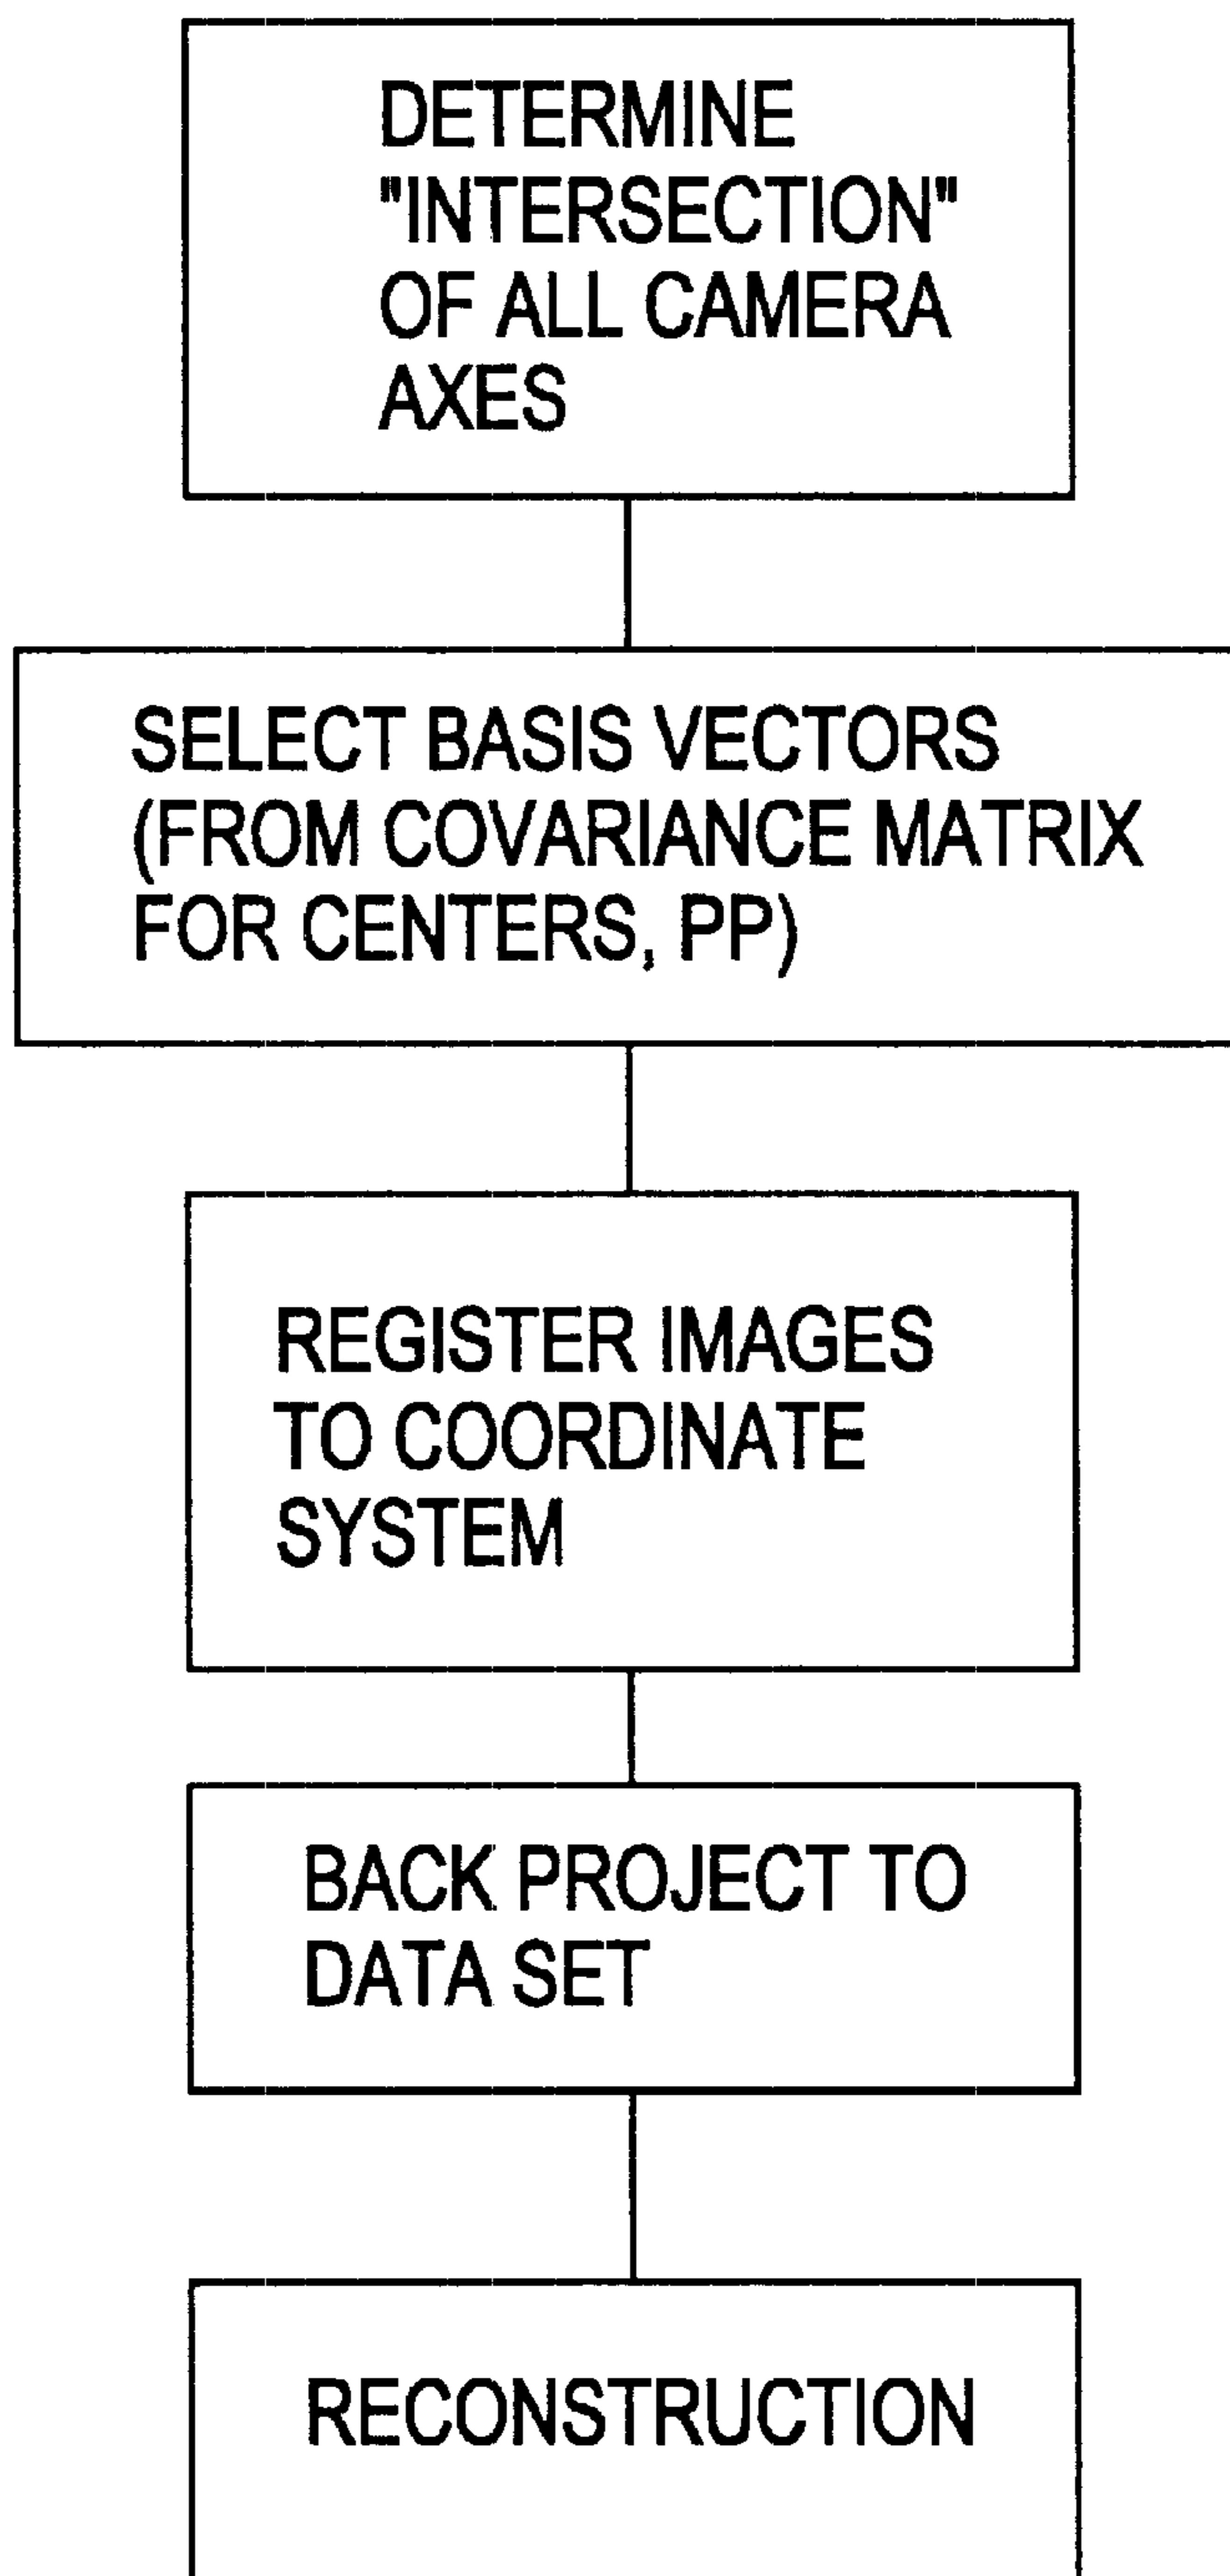 DETERMINE
"INTERSECTION"
OF ALL CAMERA
AXES
SELECT BASIS VECTORS
(FROM COVARIANCE MATRIX
FOR CENTERS, PP)
REGISTER IMAGES
TO COORDINATE
SYSTEM
BACK PROJECT TO
DATA SET
RECONSTRUCTION